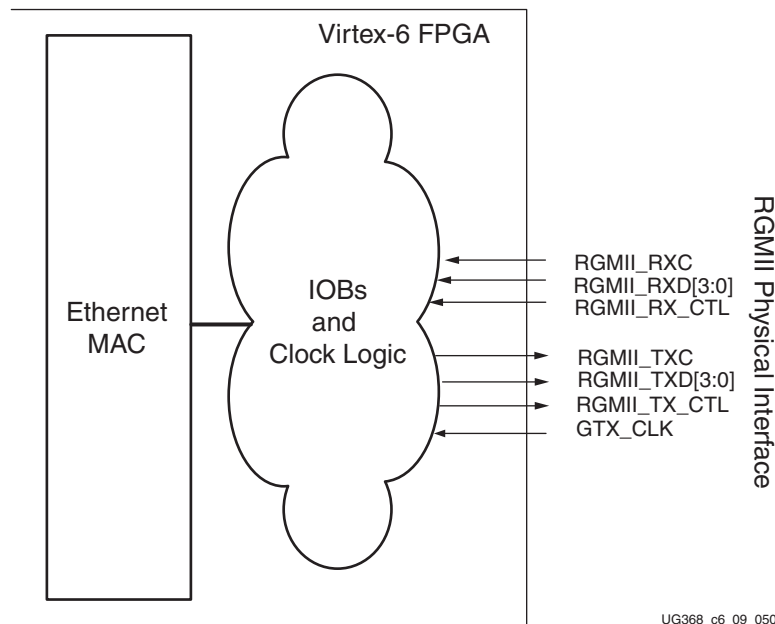 Virtex-6 FPGA
Ethernet
MAC
IOBs
and
Clock Logic
RGMII_RXC
RGMII_RXD[3:0]
RGMII_RX_CTL
RGMII_TXC
RGMII_TXD[3:0]
RGMII_TX_CTL
GTX_CLK
RGMII Physical Interface
UG368_c6_09_050